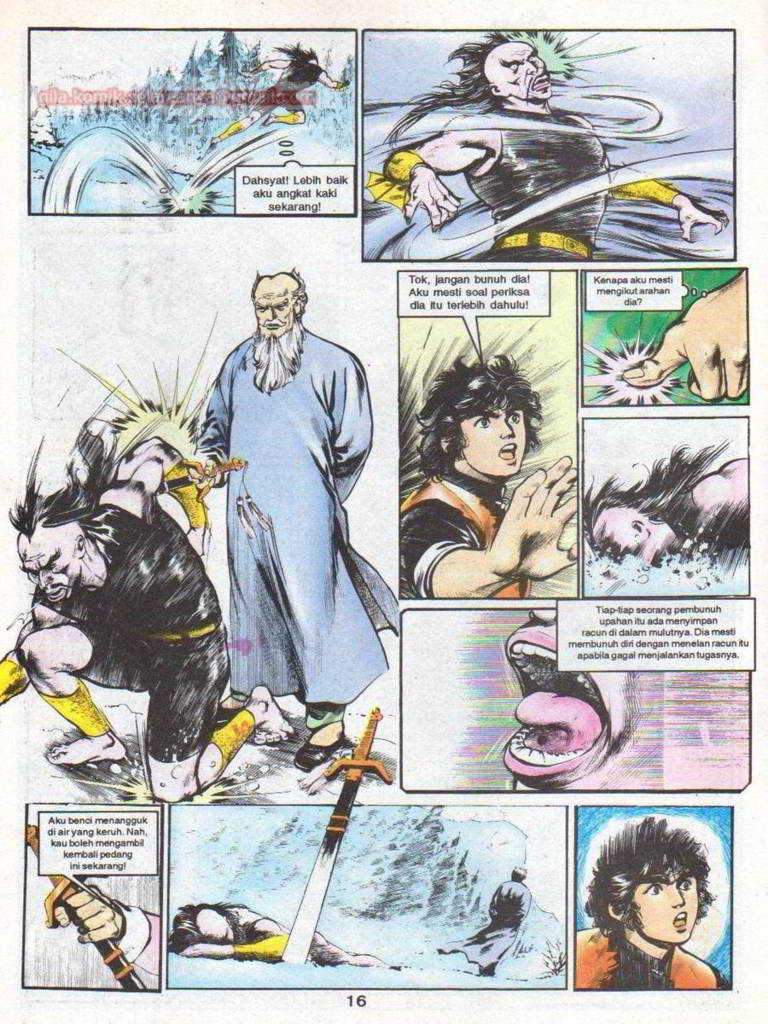 Dahsyat! Lebih baik
aku angkat kaki
sekarang!
Tok, jangan bunuh dia!
Aku mesti soal periksa
dia itu terlebih dahulu!
Kenapa aku mesti
mengikut arahan
dia?
Tiap-tiap seorang pembunuh
upahan itu ada menyimpan
racun di dalam mulutnya. Dia mesti
membunuh diri dengan menelan racun itu
apabila gagal menjalankan tugasnya.
Aku benci menangguk
di air yang keruh. Nah,
kau boleh mengambil
kembali pedang
ini sekarang!
16